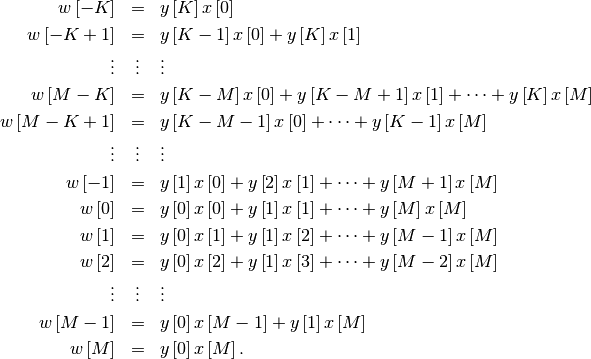 w [−K] = y [K] x [0]
w [−K + 1] = y [K − 1] x [0] + y [K] x [1]
⋮ ⋮ ⋮
w [M − K] = y [K − M] x [0] + y [K − M + 1] x [1] + ⋯ + y [K] x [M]
w [M − K + 1] = y [K − M − 1] x [0] + ⋯ + y [K − 1] x [M]
⋮ ⋮ ⋮
w [−1] = y [1] x [0] + y [2] x [1] + ⋯ + y [M + 1] x [M]
w [0] = y [0] x [0] + y [1] x [1] + ⋯ + y [M] x [M]
w [1] = y [0] x [1] + y [1] x [2] + ⋯ + y [M − 1] x [M]
w [2] = y [0] x [2] + y [1] x [3] + ⋯ + y [M − 2] x [M]
⋮ ⋮ ⋮
w [M − 1] = y [0] x [M − 1] + y [1] x [M]
w [M] = y [0] x [M] .